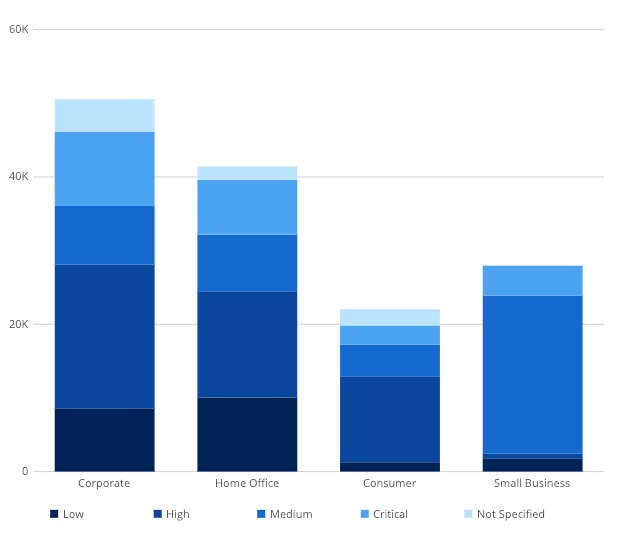 60K
40K
20K
0
Corporate Home Office Consumer Small Business
Low High Medium Critical Not Specified